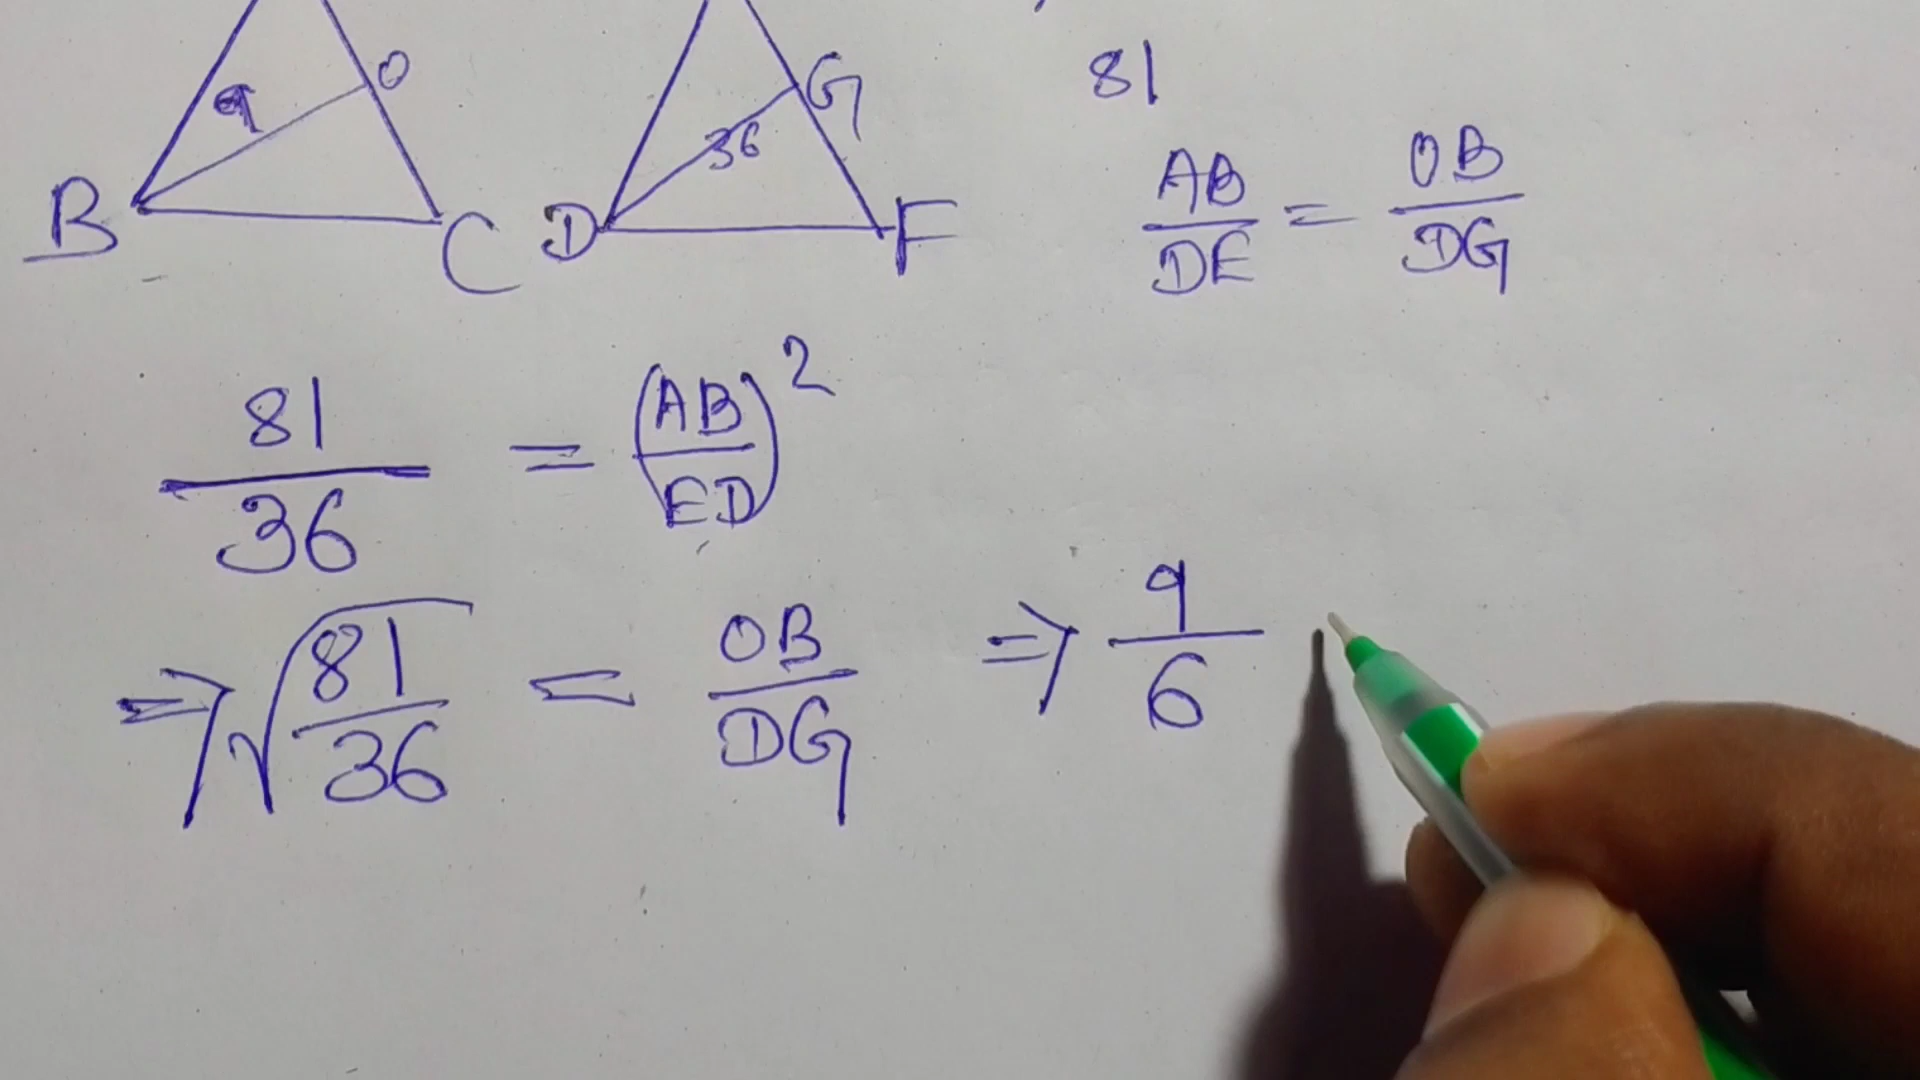 O
9
G
36
81
B
C
D
F
AB/DE = OB/DG
81/36 = (AB/ED)²
⇒ √81/36 = OB/DG ⇒ 9/6